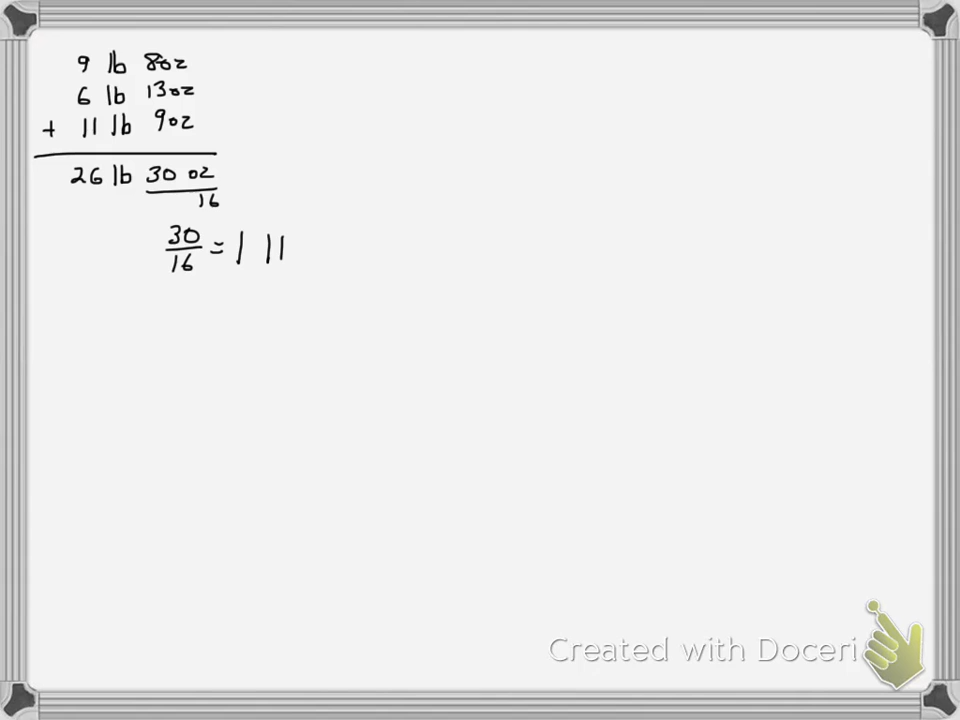 9 lb 8oz
6 lb 13oz
+ 11 lb 9oz
26 lb 30 oz
16
30
16 = 1 11
Created with Doceri